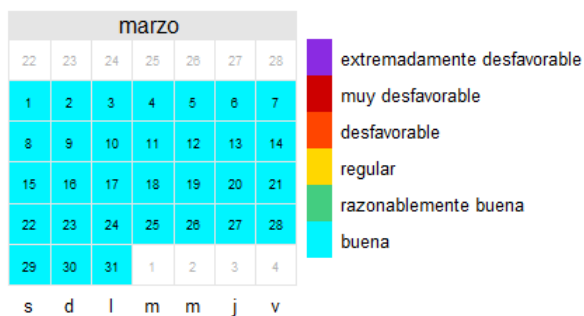 marzo
22 23 24 25 26 27 28
1 2 3 4 5 6 7
8 9 10 11 12 13 14
15 16 17 18 19 20 21
22 23 24 25 26 27 28
29 30 31 1 2 3 4
s d l m m j v
extremadamente desfavorable
muy desfavorable
desfavorable
regular
razonablemente buena
buena